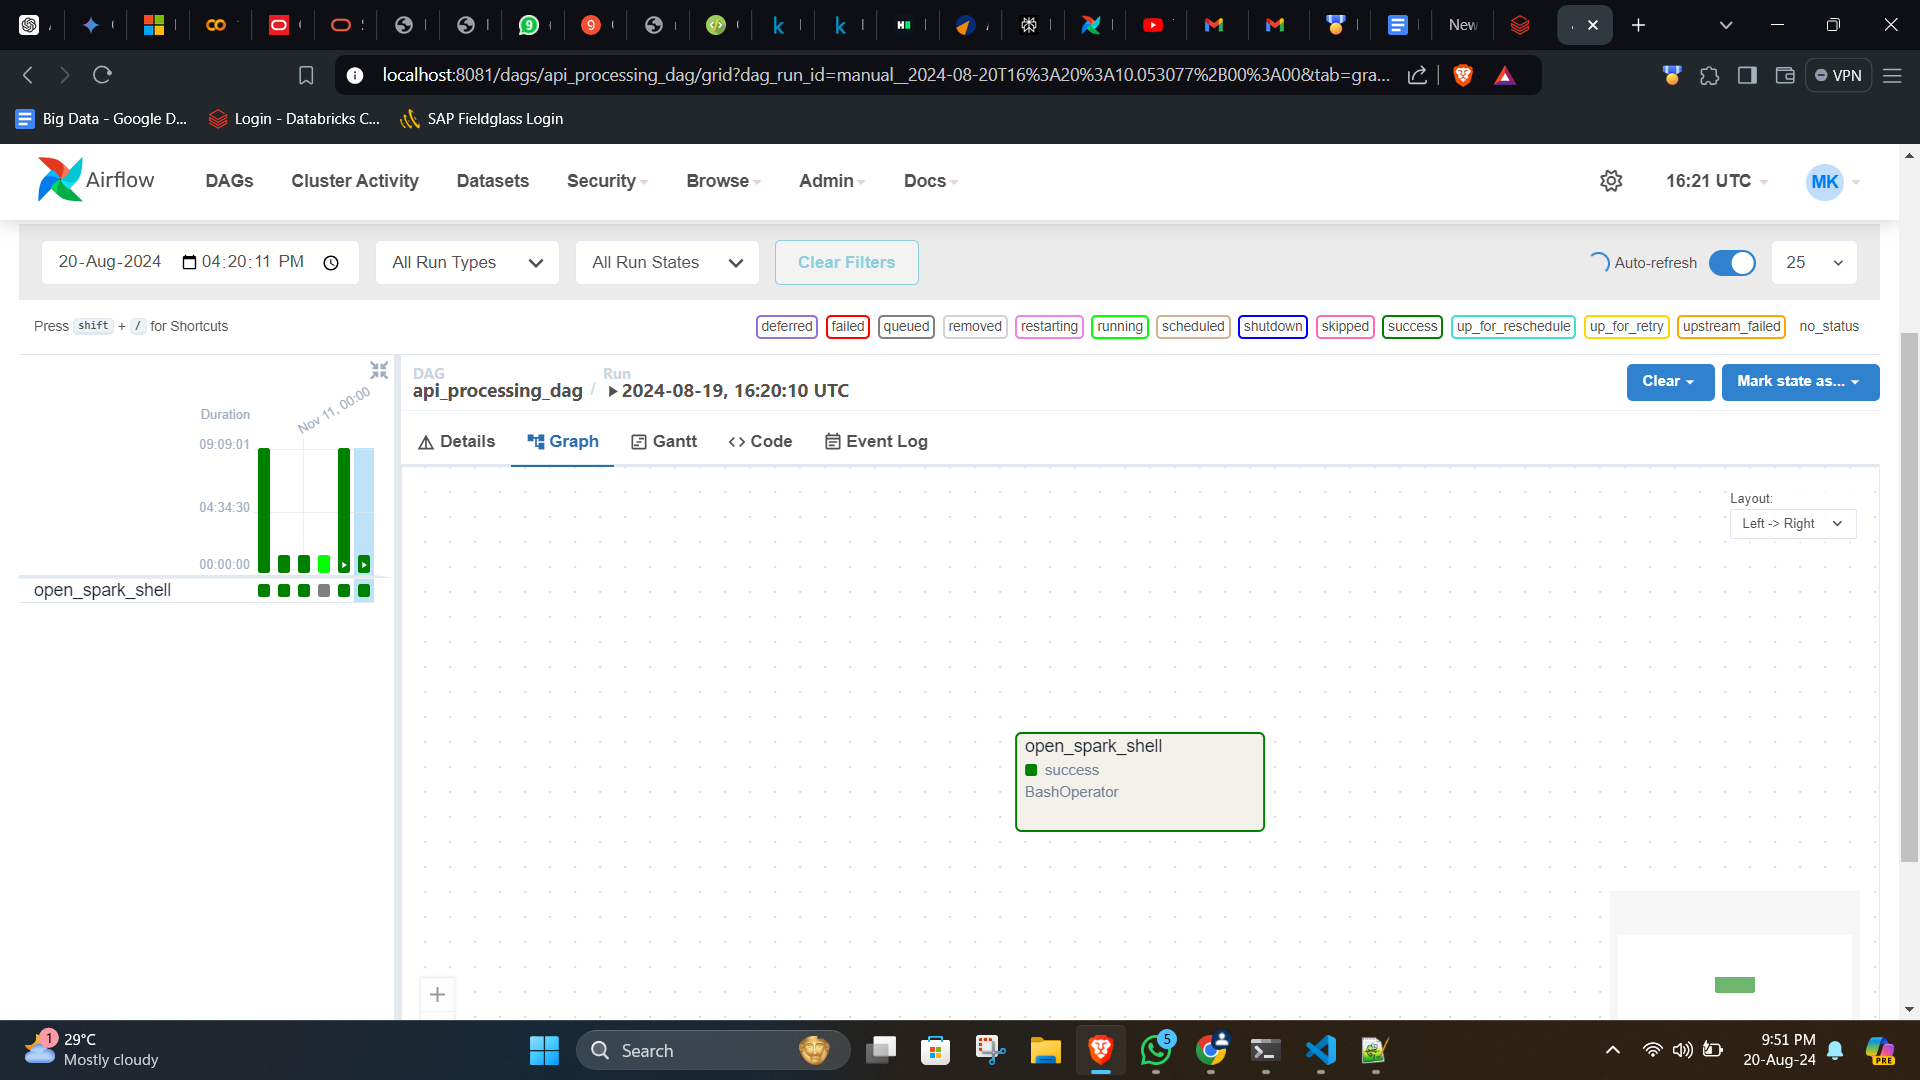 localhost:8081/dags/api_processing_dag/grid?dag_run_id=manual__2024-08-20T16%3A20%3A10.053077%2B00%3A00&tab=gra...
VPN
Big Data - Google D...
Login - Databricks C...
SAP Fieldglass Login
New
Airflow
DAGs
Cluster Activity
Datasets
Security
Browse
Admin
Docs
16:21 UTC
MK
20-Aug-2024
04:20:11 PM
All Run Types
All Run States
Clear Filters
Auto-refresh
25
Press shift + / for Shortcuts
deferred
failed
queued
removed
restarting
running
scheduled
shutdown
skipped
success
up_for_reschedule
up_for_retry
upstream_failed
no_status
DAG
api_processing_dag
/
Run
2024-08-19, 16:20:10 UTC
Clear
Mark state as...
Duration
Nov 11, 00:00
09:09:01
04:34:30
00:00:00
open_spark_shell
Details
Graph
Gantt
Code
Event Log
Layout:
Left -> Right
open_spark_shell
success
BashOperator
1
29°C
Mostly cloudy
Search
5
PRE
9:51 PM
20-Aug-24